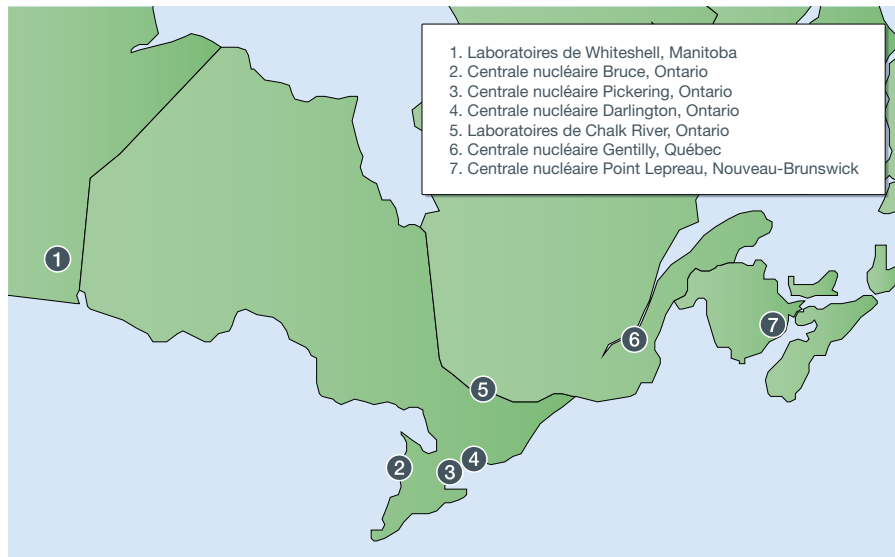 1. Laboratoires de Whiteshell, Manitoba
2. Centrale nucléaire Bruce, Ontario
3. Centrale nucléaire Pickering, Ontario
4. Centrale nucléaire Darlington, Ontario
5. Laboratoires de Chalk River, Ontario
6. Centrale nucléaire Gentilly, Québec
7. Centrale nucléaire Point Lepreau, Nouveau-Brunswick
1
7
6
5
4
2
3